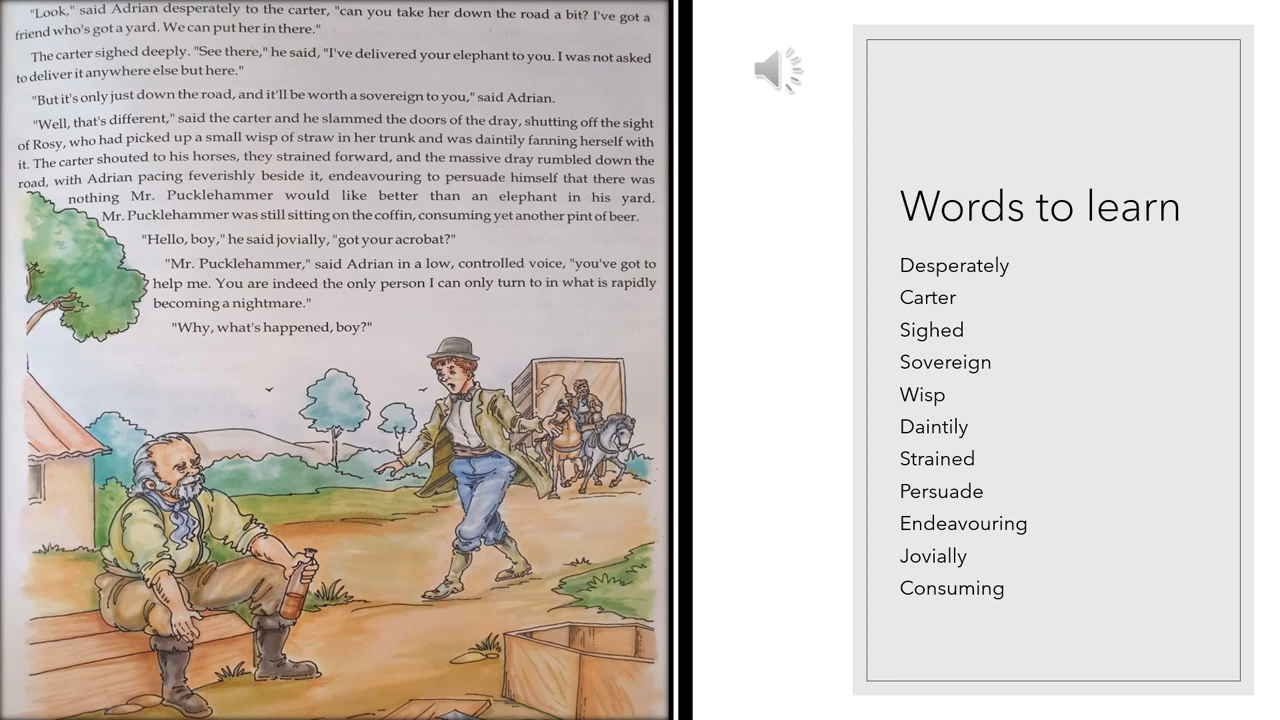 "Look," said Adrian desperately to the carter, "can you take her down the road a bit? I've got a
friend who's got a yard. We can put her in there."
The carter sighed deeply. "See there," he said, "I've delivered your elephant to you. I was not asked
to deliver it anywhere else but here."
"But it's only just down the road, and it'll be worth a sovereign to you," said Adrian.
"Well, that's different," said the carter and he slammed the doors of the dray, shutting off the sight
of Rosy, who had picked up a small wisp of straw in her trunk and was daintily fanning herself with
it. The carter shouted to his horses, they strained forward, and the massive dray rumbled down the
road, with Adrian pacing feverishly beside it, endeavouring to persuade himself that there was
nothing Mr. Pucklehammer would like better than an elephant in his yard.
Mr. Pucklehammer was still sitting on the coffin, consuming yet another pint of beer.
"Hello, boy," he said jovially, "got your acrobat?"
"Mr. Pucklehammer," said Adrian in a low, controlled voice, "you've got to
help me. You are indeed the only person I can only turn to in what is rapidly
becoming a nightmare."
"Why, what's happened, boy?"
Words to learn
Desperately
Carter
Sighed
Sovereign
Wisp
Daintily
Strained
Persuade
Endeavouring
Jovially
Consuming